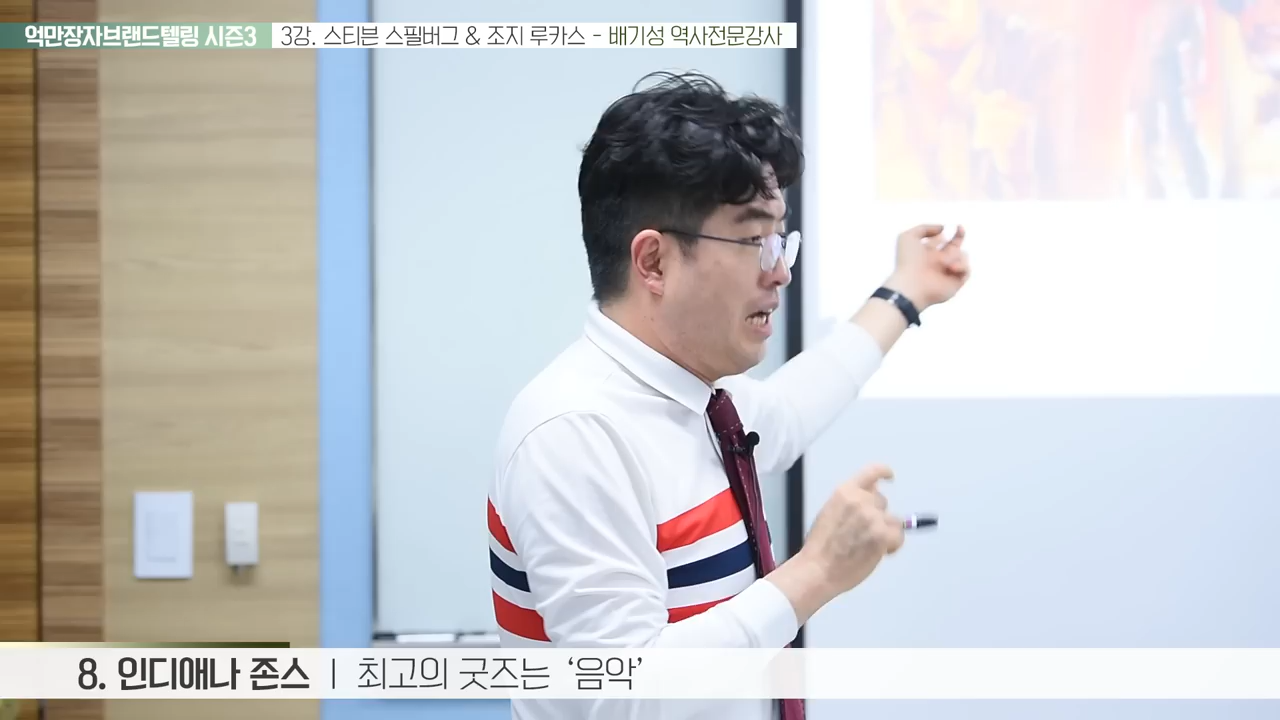 억만장자브랜드텔링 시즌3 3강. 스티븐 스필버그 & 조지 루카스 - 배기성 역사전문강사
8. 인디애나 존스 | 최고의 굿즈는 ‘음악’